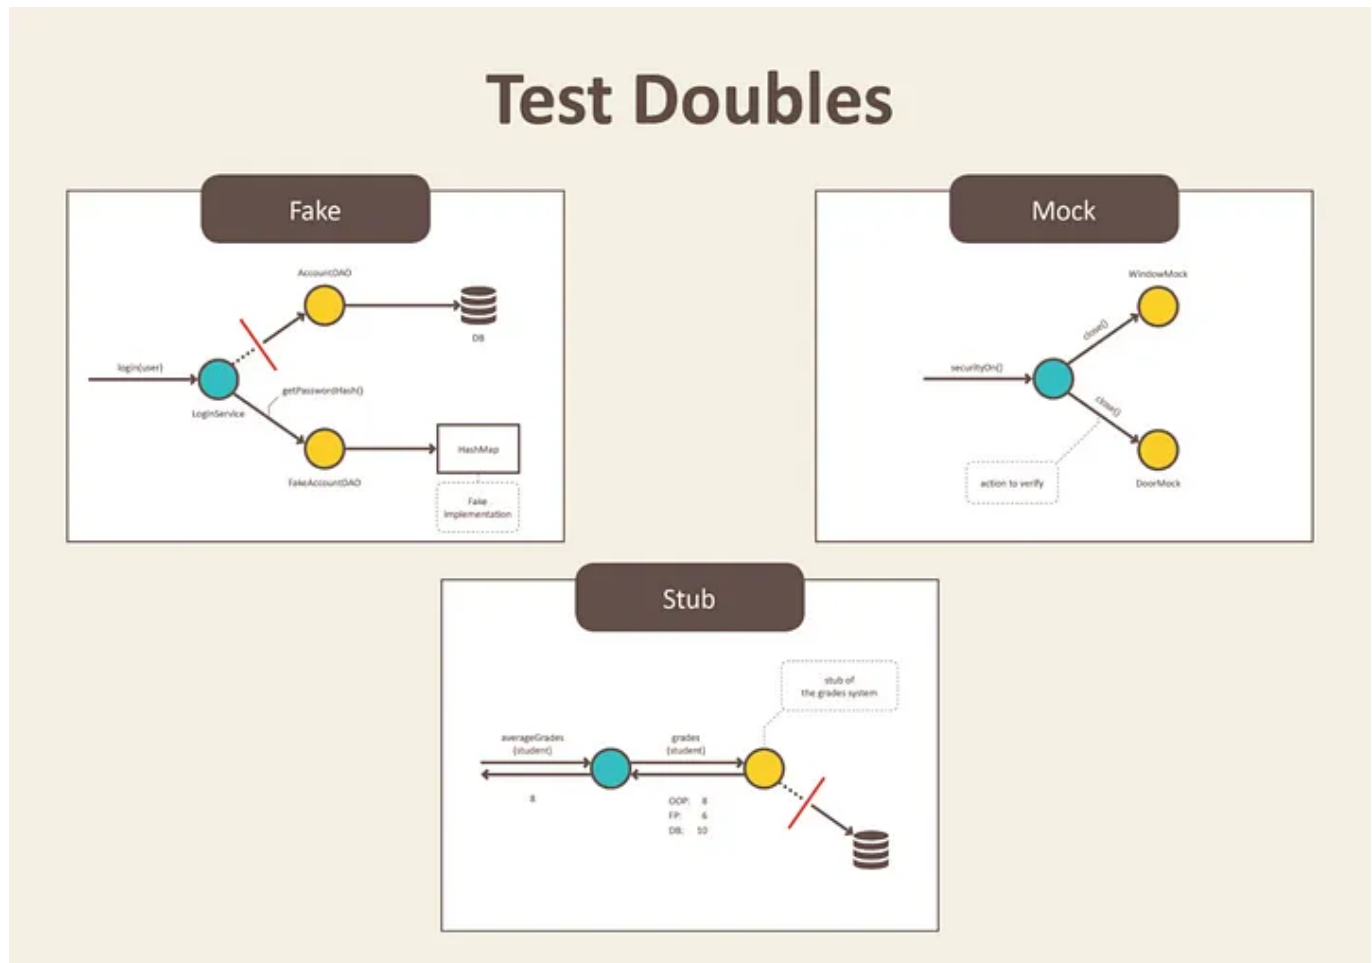 Test Doubles
Fake
AccountDAO
DB
login(user)
getPasswordHash()
LoginService
HashMap
FakeAccountDAO
Fake
implementation
Mock
WindowMock
close()
securityOn()
close()
action to verify
DoorMock
Stub
stub of
the grades system
averageGrades
(student)
grades
(student)
8
OOP: 8
FP: 6
DB: 10